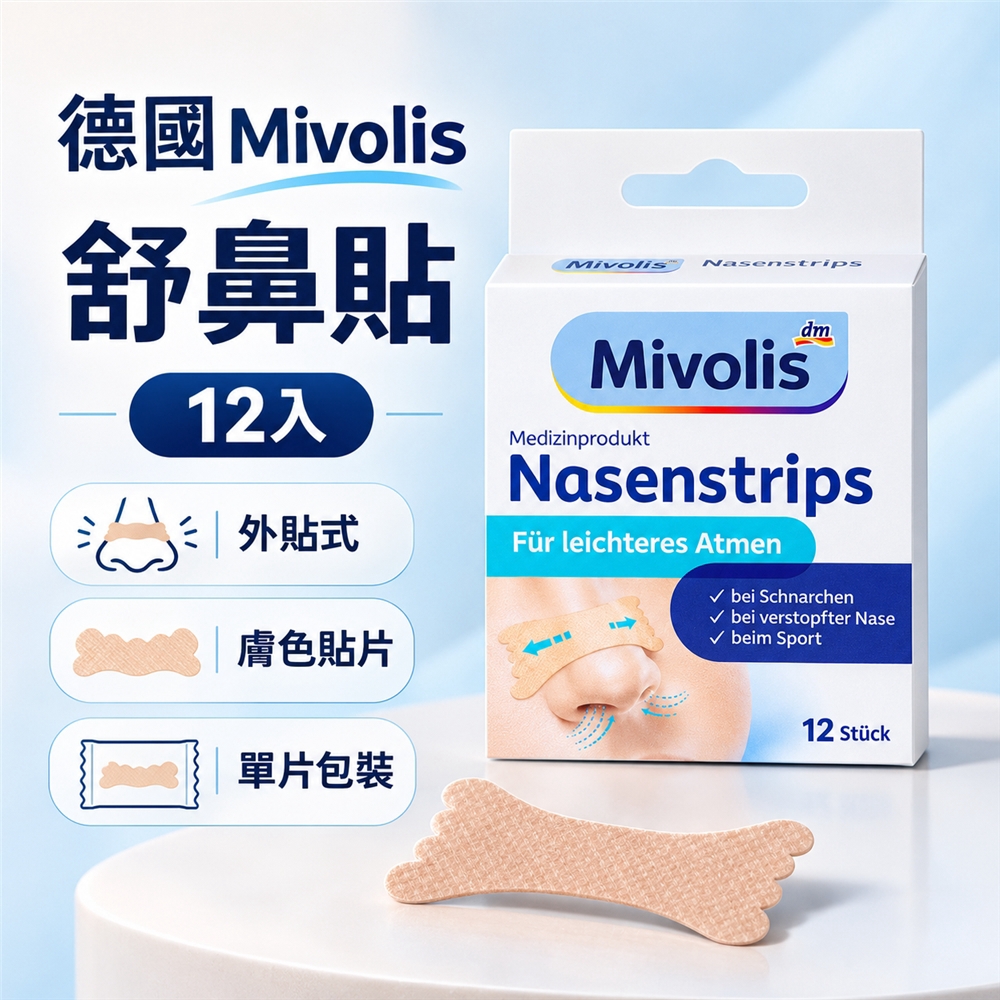 德國 Mivolis
舒鼻貼
12入
外貼式
膚色貼片
單片包裝
Mivolis Nasenstrips
dm
Mivolis
Medizinprodukt
Nasenstrips
Für leichteres Atmen
✓ bei Schnarchen
✓ bei verstopfter Nase
✓ beim Sport
12 Stück